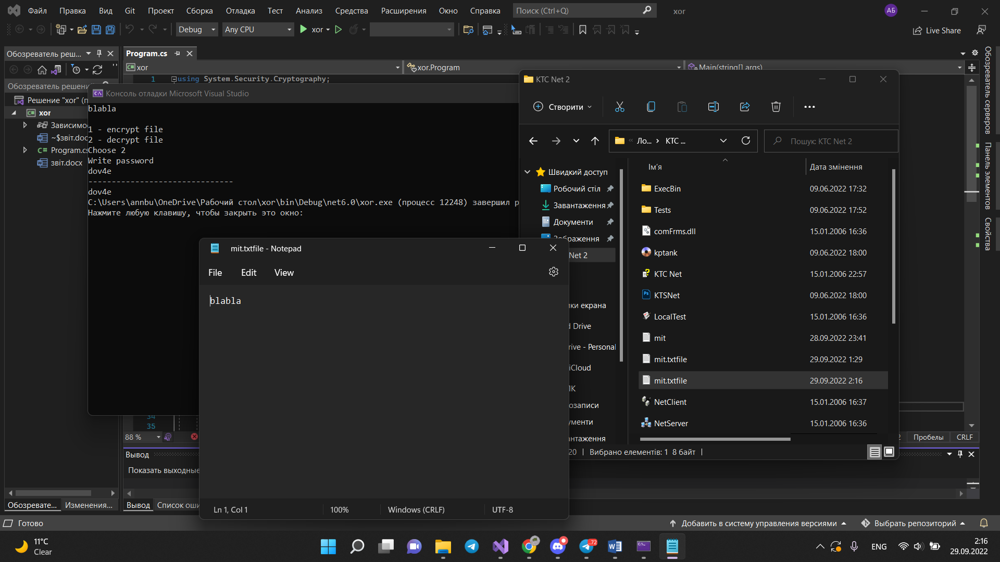 Файл Правка Вид Git Проект Сборка Отладка Тест Анализ Средства Расширения Окно Справка Поиск (Ctrl+Q) xor АБ
Debug Any CPU xor Live Share
Обозреватель реш...
Program.cs
xor xor.Program Main(string[] args)
Обозреватель решени
Решение "xor" (п
xor
Зависимо
~$звіт.doc
Program.cs
звіт.docx
1 using System.Security.Cryptography;
Консоль отладки Microsoft Visual Studio
blabla
1 - encrypt file
2 - decrypt file
Choose 2
Write password
dov4e
-------------------------------
dov4e
C:\Users\annbu\OneDrive\Рабочий стол\xor\bin\Debug\net6.0\xor.exe (процесс 12248) завершил р
Нажмите любую клавишу, чтобы закрыть это окно:
mit.txtfile - Notepad
File Edit View
blabla
Ln 1, Col 1 100% Windows (CRLF) UTF-8
KTC Net 2
Створити
Ло... KTC ... Пошук: KTC Net 2
Швидкий доступ
Робочий стіл
Завантаження
Документи
ображення
Net 2
ки екрана
d Drive
rive - Personal
iCloud
ІК
озаписи
ументи
антаження
Ім'я Дата змінення
ExecBin 09.06.2022 17:32
Tests 09.06.2022 17:52
comFrms.dll 15.01.2006 16:36
kptank 09.06.2022 18:00
KTC Net 15.01.2006 22:57
KTSNet 09.06.2022 18:00
LocalTest 15.01.2006 16:36
mit 28.09.2022 23:41
mit.txtfile 29.09.2022 1:29
mit.txtfile 29.09.2022 2:16
NetClient 15.01.2006 16:37
NetServer 15.01.2006 16:36
20 Вибрано елементів: 1 8 байт
Обозреватель серверов
Панель элементов
Свойства
34
35
88 %
Пробелы CRLF
Вывод
Показать выходные
Обозревате... Изменения... Вывод Список оши
Готово Добавить в систему управления версиями Выбрать репозиторий
11°C
Clear
Ps
72
ENG
2:16
29.09.2022